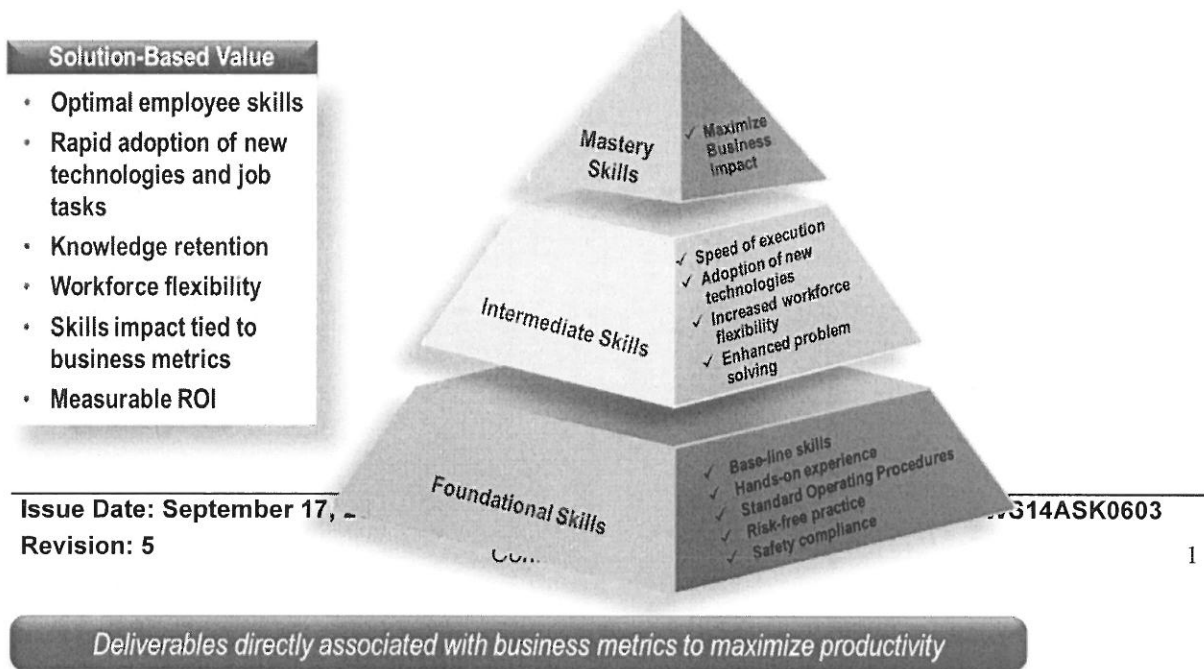 Solution-Based Value
• Optimal employee skills
• Rapid adoption of new
technologies and job
tasks
• Knowledge retention
• Workforce flexibility
• Skills impact tied to
business metrics
• Measurable ROI
Mastery
Skills
✓ Maximize
Business
Impact
Intermediate Skills
✓ Speed of execution
✓ Adoption of new
technologies
✓ Increased workforce
flexibility
✓ Enhanced problem
solving
Foundational Skills
✓ Base-line skills
✓ Hands-on experience
✓ Standard Operating Procedures
✓ Risk-free practice
✓ Safety compliance
Issue Date: September 17,
Revision: 5
1
Deliverables directly associated with business metrics to maximize productivity